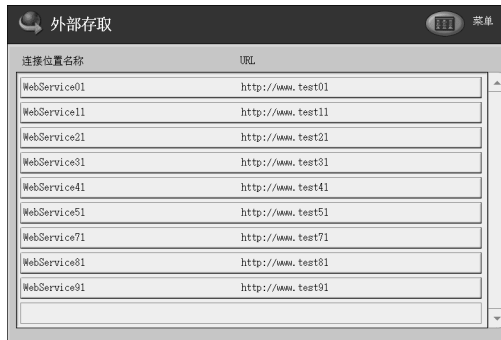 外部存取 菜单
连接位置名称 URL
WebService01 http://www.test01
WebService11 http://www.test11
WebService21 http://www.test21
WebService31 http://www.test31
WebService41 http://www.test41
WebService51 http://www.test51
WebService71 http://www.test71
WebService81 http://www.test81
WebService91 http://www.test91